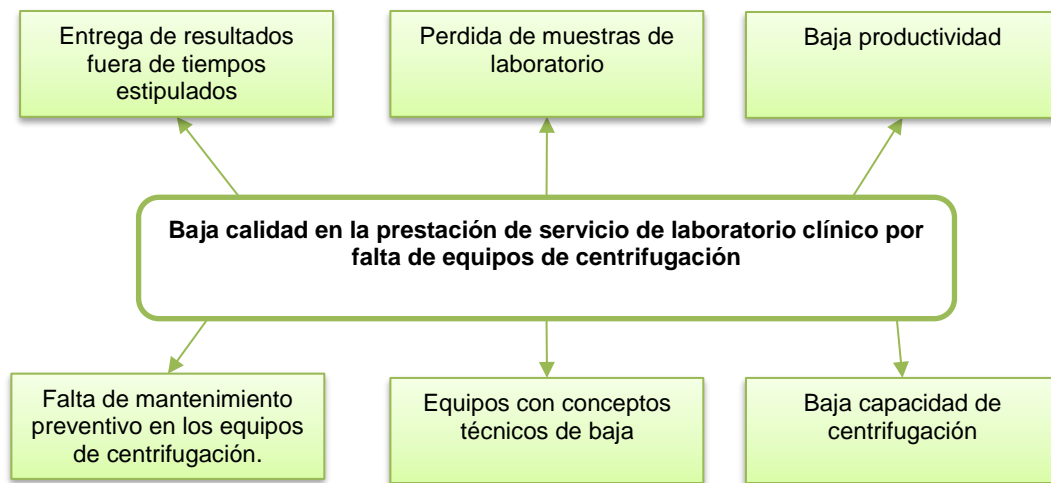 Entrega de resultados
fuera de tiempos
estipulados
Perdida de muestras de
laboratorio
Baja productividad
Baja calidad en la prestación de servicio de laboratorio clínico por
falta de equipos de centrifugación
Falta de mantenimiento
preventivo en los equipos
de centrifugación.
Equipos con conceptos
técnicos de baja
Baja capacidad de
centrifugación